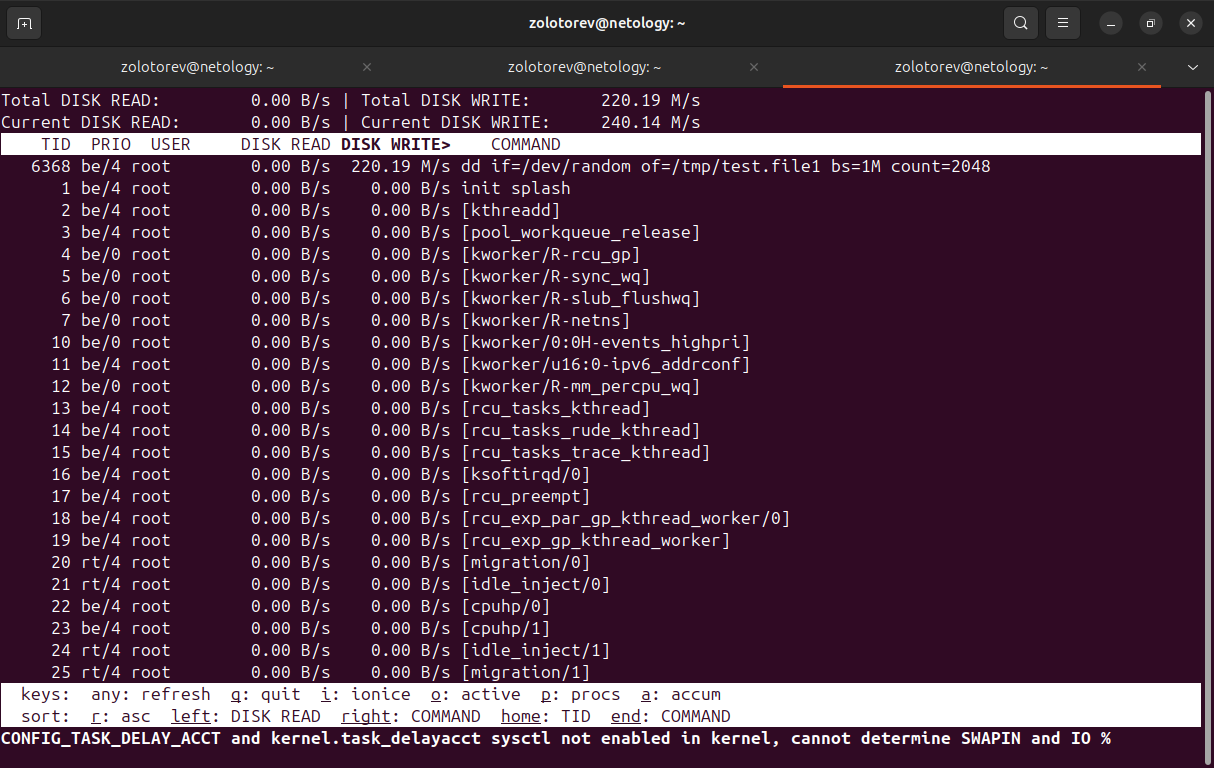 zolotorev@netology: ~
zolotorev@netology: ~ zolotorev@netology: ~ zolotorev@netology: ~
Total DISK READ: 0.00 B/s | Total DISK WRITE: 220.19 M/s
Current DISK READ: 0.00 B/s | Current DISK WRITE: 240.14 M/s
TID PRIO USER DISK READ DISK WRITE> COMMAND
6368 be/4 root 0.00 B/s 220.19 M/s dd if=/dev/random of=/tmp/test.file1 bs=1M count=2048
1 be/4 root 0.00 B/s 0.00 B/s init splash
2 be/4 root 0.00 B/s 0.00 B/s [kthreadd]
3 be/4 root 0.00 B/s 0.00 B/s [pool_workqueue_release]
4 be/0 root 0.00 B/s 0.00 B/s [kworker/R-rcu_gp]
5 be/0 root 0.00 B/s 0.00 B/s [kworker/R-sync_wq]
6 be/0 root 0.00 B/s 0.00 B/s [kworker/R-slub_flushwq]
7 be/0 root 0.00 B/s 0.00 B/s [kworker/R-netns]
10 be/0 root 0.00 B/s 0.00 B/s [kworker/0:0H-events_highpri]
11 be/4 root 0.00 B/s 0.00 B/s [kworker/u16:0-ipv6_addrconf]
12 be/0 root 0.00 B/s 0.00 B/s [kworker/R-mm_percpu_wq]
13 be/4 root 0.00 B/s 0.00 B/s [rcu_tasks_kthread]
14 be/4 root 0.00 B/s 0.00 B/s [rcu_tasks_rude_kthread]
15 be/4 root 0.00 B/s 0.00 B/s [rcu_tasks_trace_kthread]
16 be/4 root 0.00 B/s 0.00 B/s [ksoftirqd/0]
17 be/4 root 0.00 B/s 0.00 B/s [rcu_preempt]
18 be/4 root 0.00 B/s 0.00 B/s [rcu_exp_par_gp_kthread_worker/0]
19 be/4 root 0.00 B/s 0.00 B/s [rcu_exp_gp_kthread_worker]
20 rt/4 root 0.00 B/s 0.00 B/s [migration/0]
21 rt/4 root 0.00 B/s 0.00 B/s [idle_inject/0]
22 be/4 root 0.00 B/s 0.00 B/s [cpuhp/0]
23 be/4 root 0.00 B/s 0.00 B/s [cpuhp/1]
24 rt/4 root 0.00 B/s 0.00 B/s [idle_inject/1]
25 rt/4 root 0.00 B/s 0.00 B/s [migration/1]
keys: any: refresh q: quit i: ionice o: active p: procs a: accum
sort: r: asc left: DISK READ right: COMMAND home: TID end: COMMAND
CONFIG_TASK_DELAY_ACCT and kernel.task_delayacct sysctl not enabled in kernel, cannot determine SWAPIN and IO %